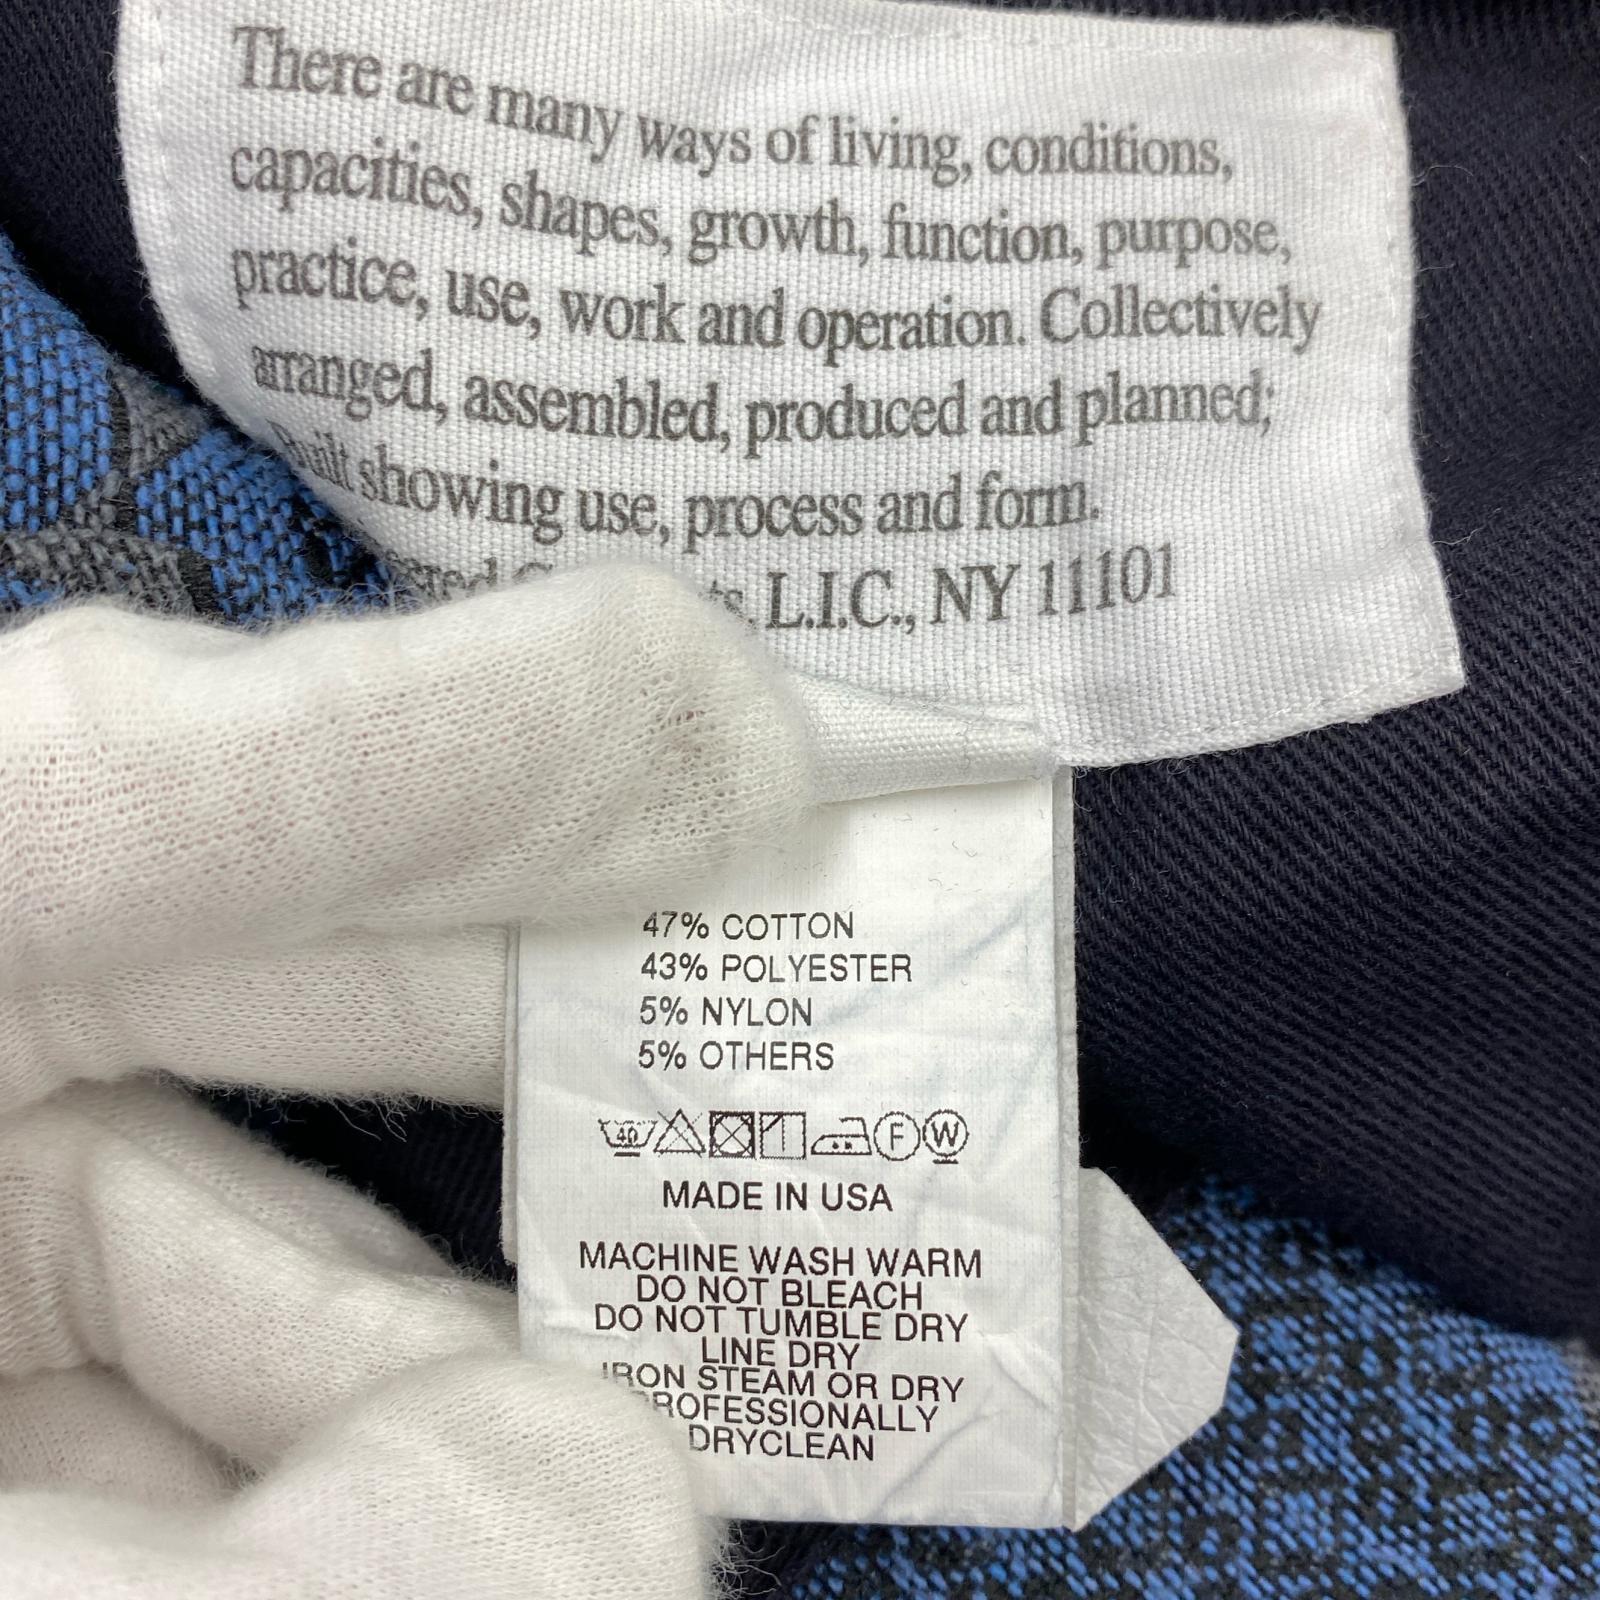 There are many ways of living, conditions,
capacities, shapes, growth, function, purpose,
practice, use, work and operation. Collectively
arranged, assembled, produced and planned;
Built showing use, process and form.
L.I.C., NY 11101
47% COTTON
43% POLYESTER
5% NYLON
5% OTHERS
40 F W
MADE IN USA
MACHINE WASH WARM
DO NOT BLEACH
DO NOT TUMBLE DRY
LINE DRY
IRON STEAM OR DRY
PROFESSIONALLY
DRYCLEAN